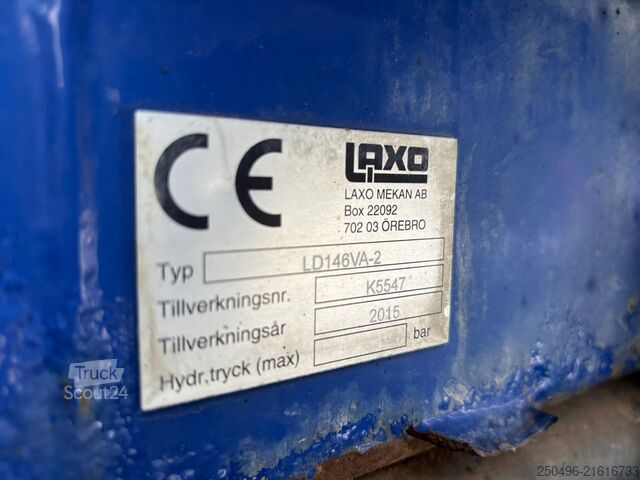 CE
LAXO
LAXO MEKAN AB
Box 22092
702 03 ÖREBRO
Typ LD146VA-2
Tillverkningsnr. K5547
Tillverkningsår 2015
Hydr.tryck (max) bar
Truck
Scout24
250496-21616733